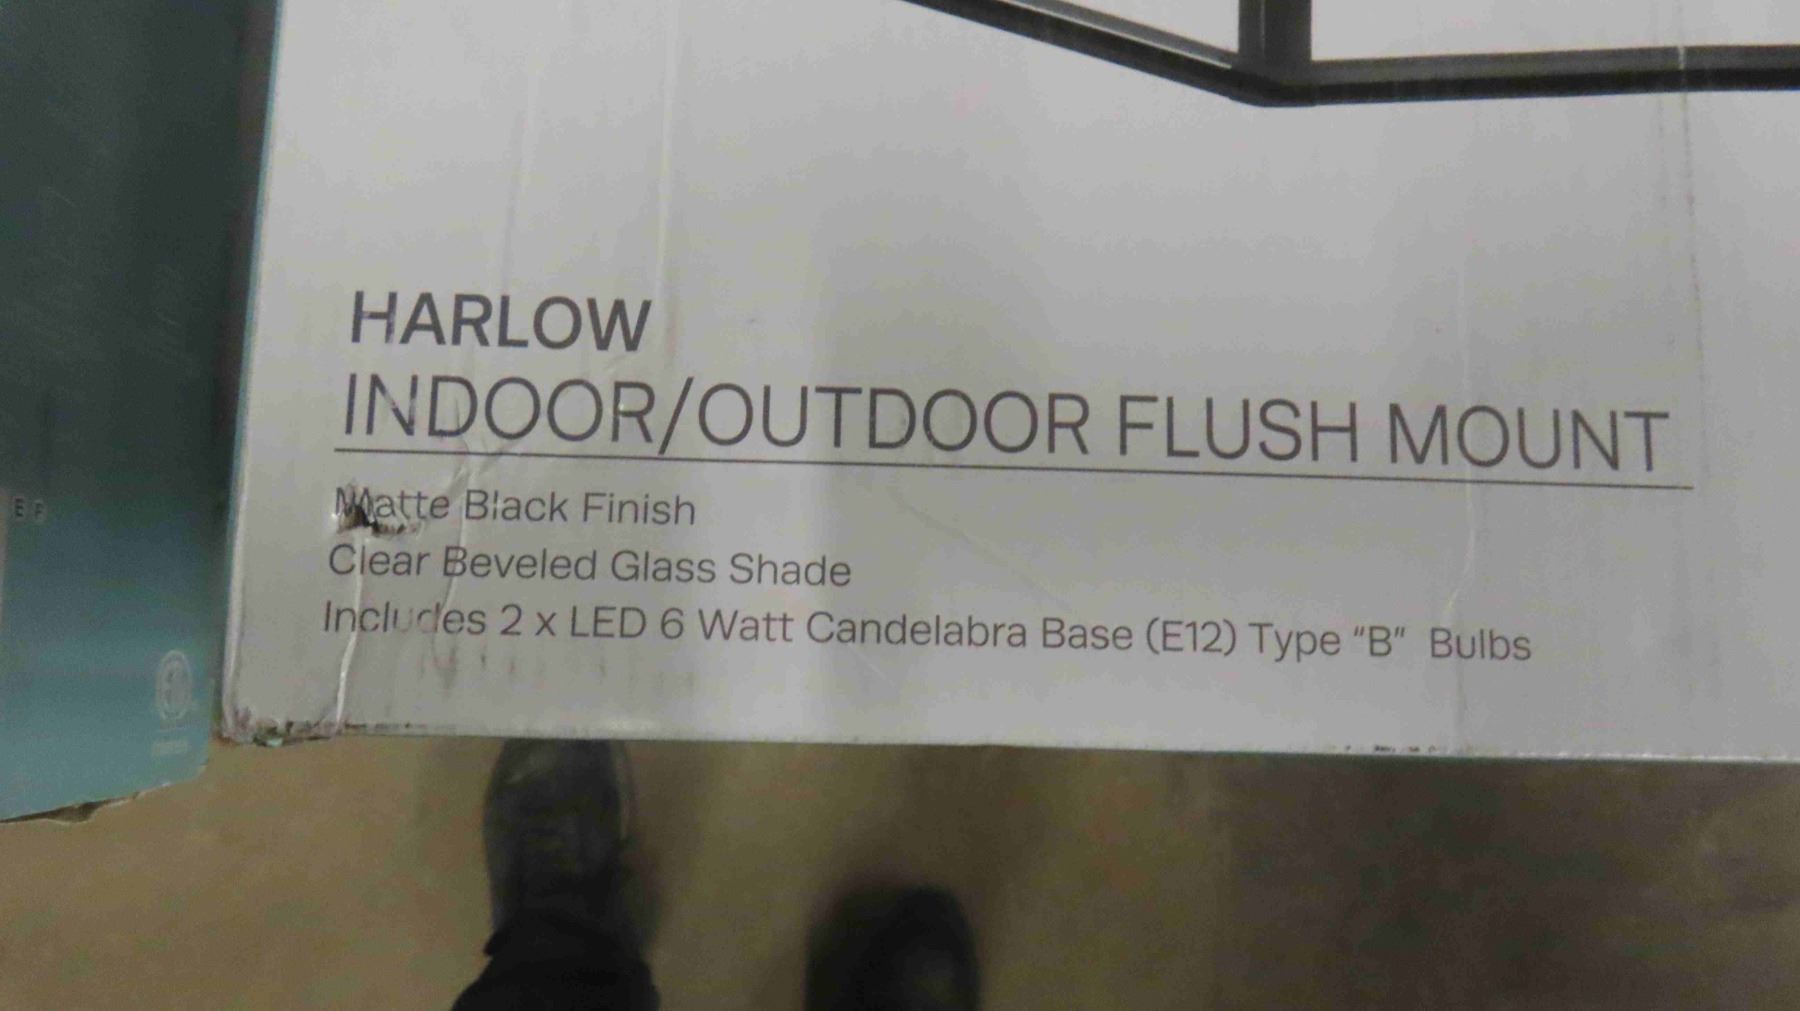 HARLOW
INDOOR/OUTDOOR FLUSH MOUNT
Matte Black Finish
Clear Beveled Glass Shade
Includes 2 x LED 6 Watt Candelabra Base (E12) Type "B" Bulbs
E F